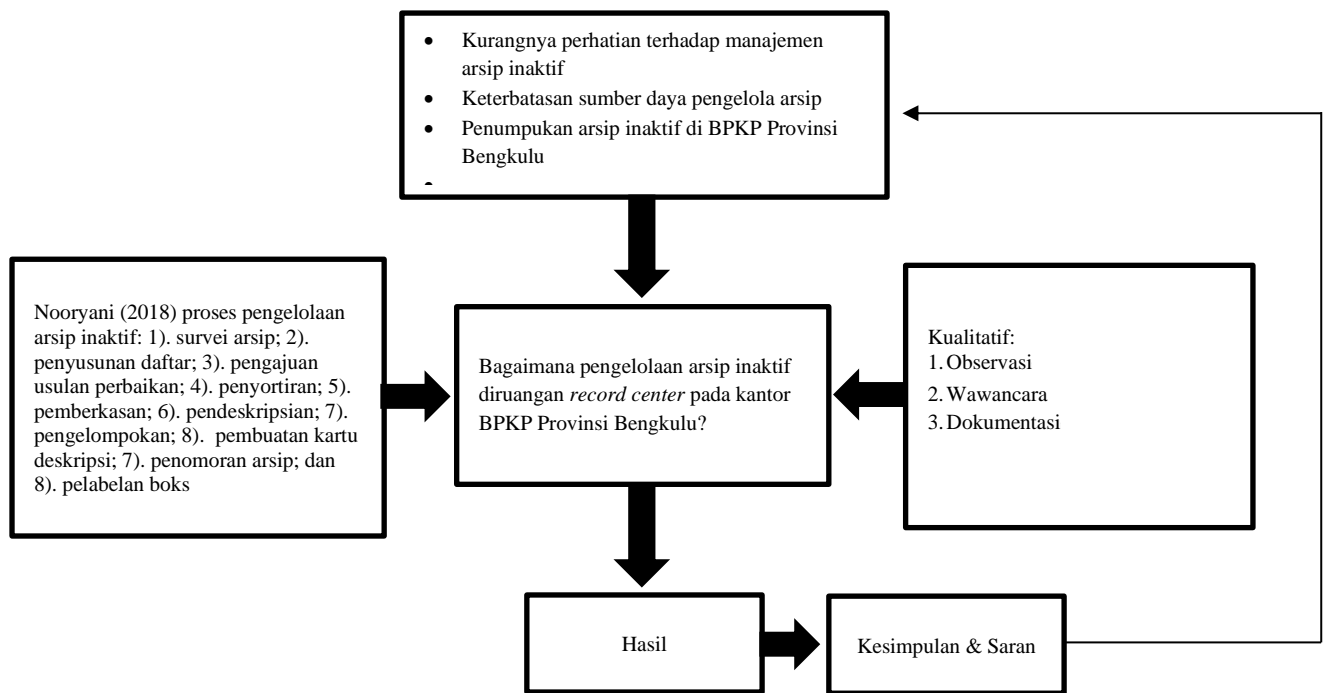 • Kurangnya perhatian terhadap manajemen
arsip inaktif
• Keterbatasan sumber daya pengelola arsip
• Penumpukan arsip inaktif di BPKP Provinsi
Bengkulu
•
Nooryani (2018) proses pengelolaan
arsip inaktif: 1). survei arsip; 2).
penyusunan daftar; 3). pengajuan
usulan perbaikan; 4). penyortiran; 5).
pemberkasan; 6). pendeskripsian; 7).
pengelompokan; 8). pembuatan kartu
deskripsi; 7). penomoran arsip; dan
8). pelabelan boks
Bagaimana pengelolaan arsip inaktif
diruangan record center pada kantor
BPKP Provinsi Bengkulu?
Kualitatif:
1. Observasi
2. Wawancara
3. Dokumentasi
Hasil
Kesimpulan & Saran